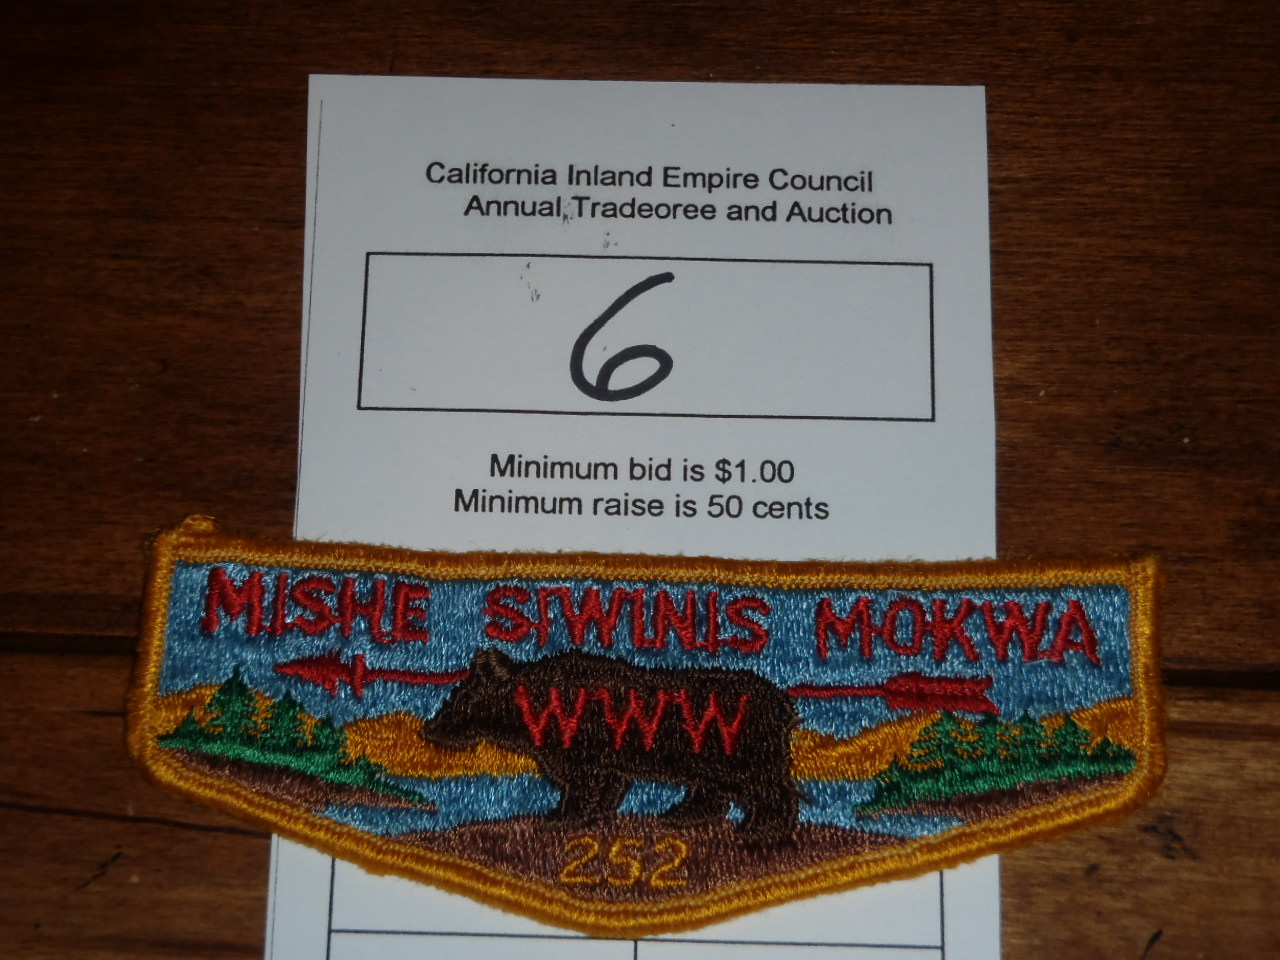 California Inland Empire Council
Annual Tradeoree and Auction
6
Minimum bid is $1.00
Minimum raise is 50 cents
MISHE SIWINIS MOKWA
WWW
252